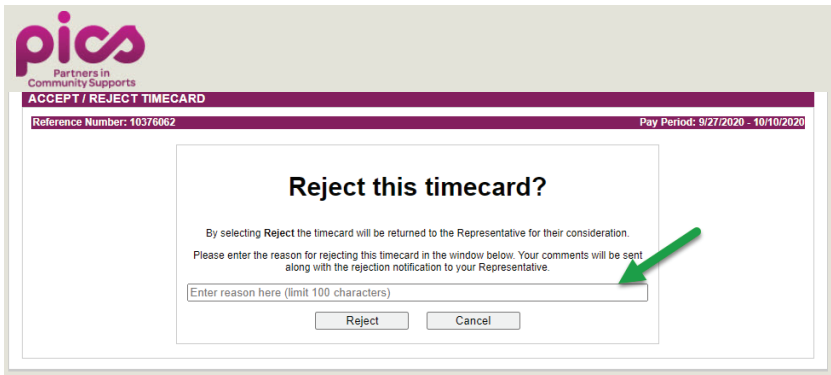 pics
Partners in
Community Supports
ACCEPT / REJECT TIMECARD
Reference Number: 10376062 Pay Period: 9/27/2020 - 10/10/2020
Reject this timecard?
By selecting Reject the timecard will be returned to the Representative for their consideration.
Please enter the reason for rejecting this timecard in the window below. Your comments will be sent
along with the rejection notification to your Representative.
Enter reason here (limit 100 characters)
Reject Cancel